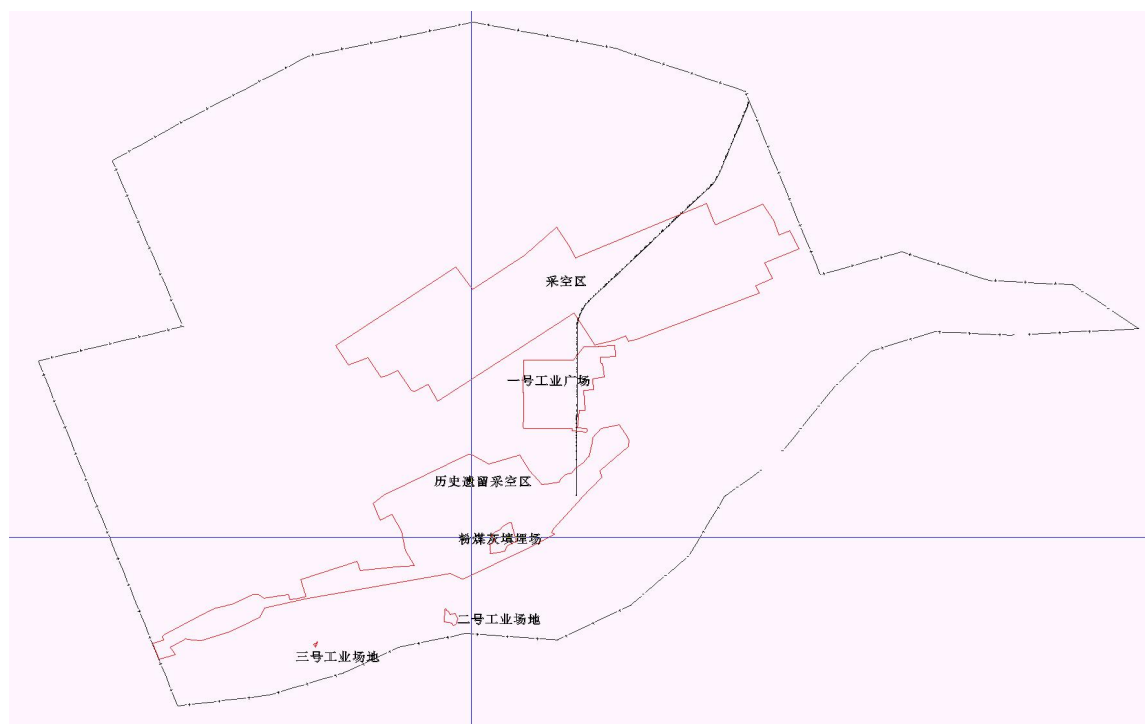 采空区
一号工业广场
历史遗留采空区
粉煤灰填埋场
二号工业场地
三号工业场地